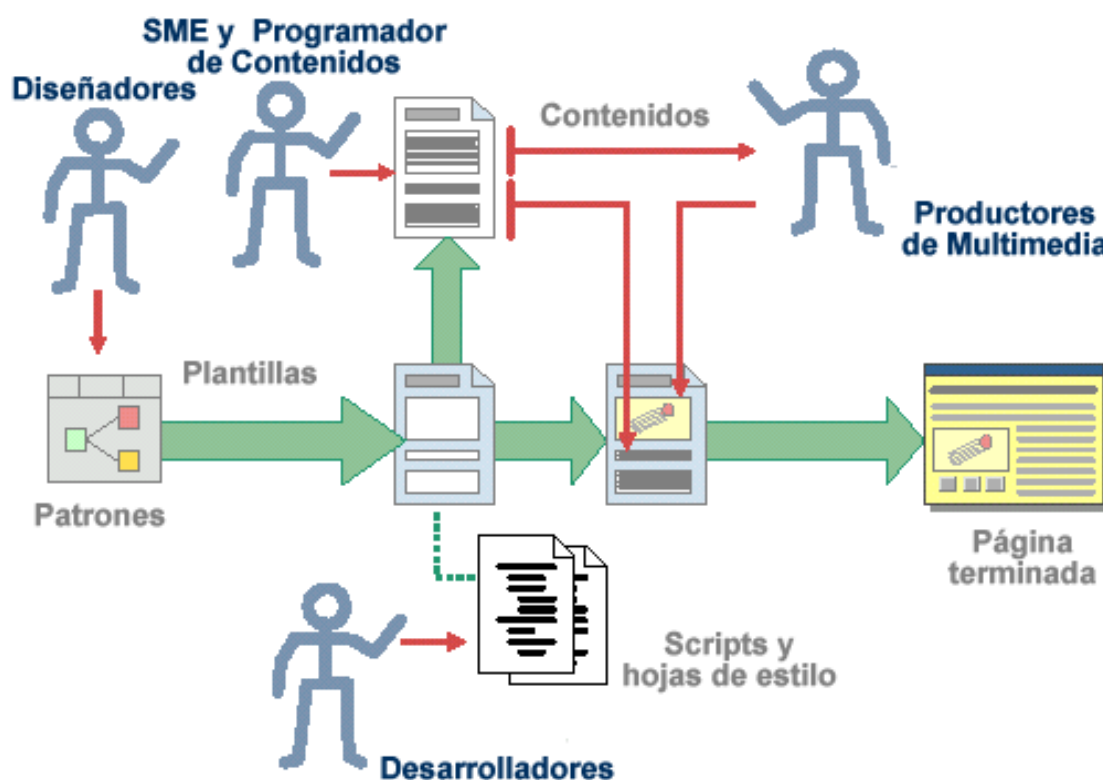 SME y Programador
de Contenidos
Diseñadores
Contenidos
Productores
de Multimedia
Plantillas
Patrones
Página
terminada
Scripts y
hojas de estilo
Desarrolladores